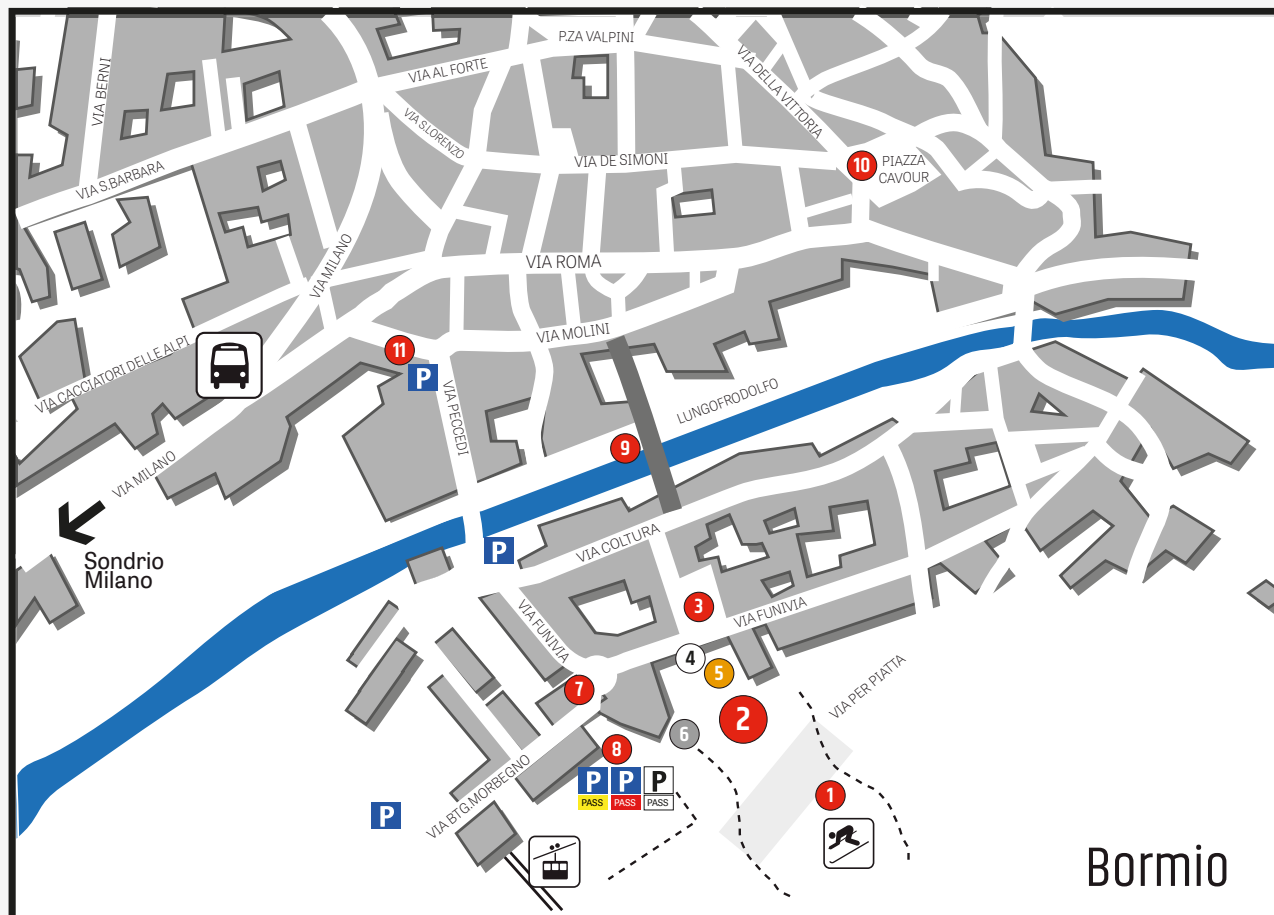 P.ZA VALPINI
VIA BERNI
VIA AL FORTE
VIA DELLA VITTORIA
VIA S.LORENZO
VIA DE SIMONI
10
PIAZZA
CAVOUR
VIA S.BARBARA
VIA ROMA
VIA MILANO
VIA MOLINI
VIA CACCIATORI DELLE ALPI
11
P
VIA PECCEDI
LUNGOFRODOLFO
9
VIA MILANO
Sondrio
Milano
P
VIA COLTURA
3
VIA FUNIVIA
VIA FUNIVIA
4
5
7
2
VIA PER PIATTA
6
8
P
P
P
PASS
PASS
PASS
1
P
VIA BTG.MORBEGNO
Bormio